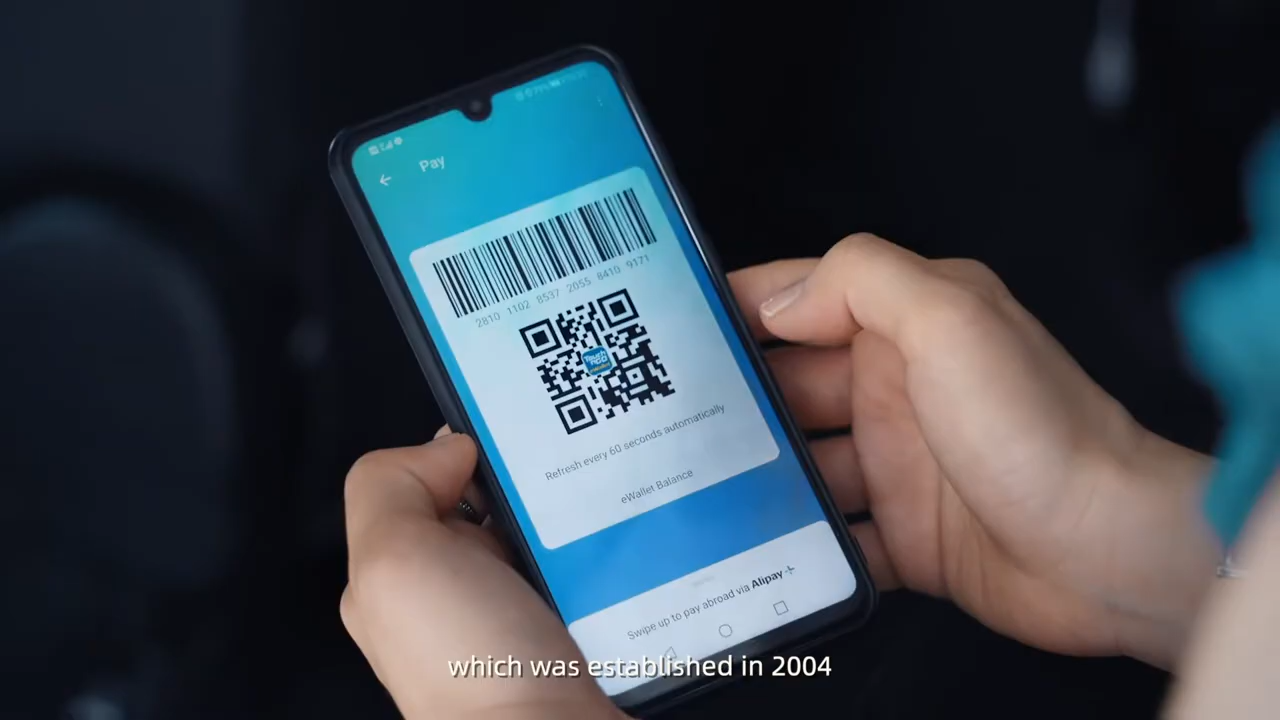 Pay
2810 1102 8537 2055 8410 9171
Touch
Refresh every 60 seconds automatically
eWallet Balance
Swipe up to pay abroad via Alipay+
which was established in 2004